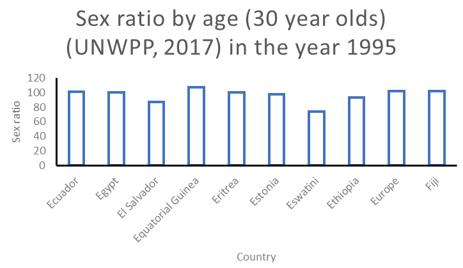 Sex ratio by age (30 year olds)
(UNWPP, 2017) in the year 1995
Sex ratio
120
100
80
60
40
20
0
Ecuador
Egypt
El Salvador
Equatorial Guinea
Eritrea
Estonia
Eswatini
Ethiopia
Europe
Fiji
Country